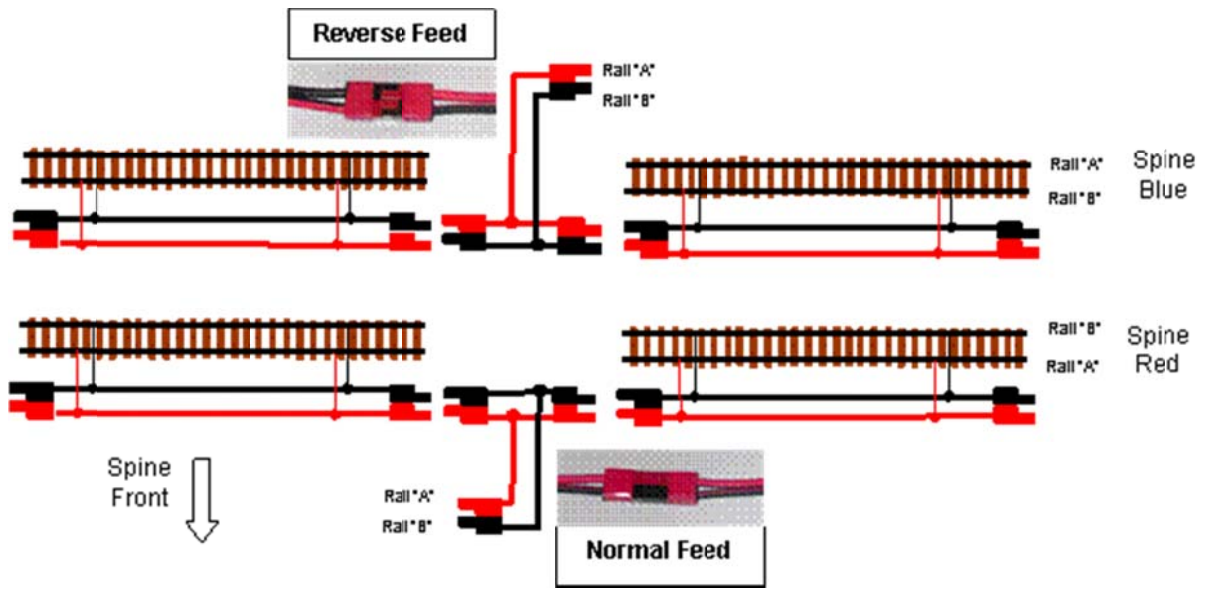 Reverse Feed
Rail "A"
Rail "B"
Rail "A"
Rail "B"
Spine
Blue
Rail "B"
Rail "A"
Spine
Red
Spine
Front
Rail "A"
Rail "B"
Normal Feed